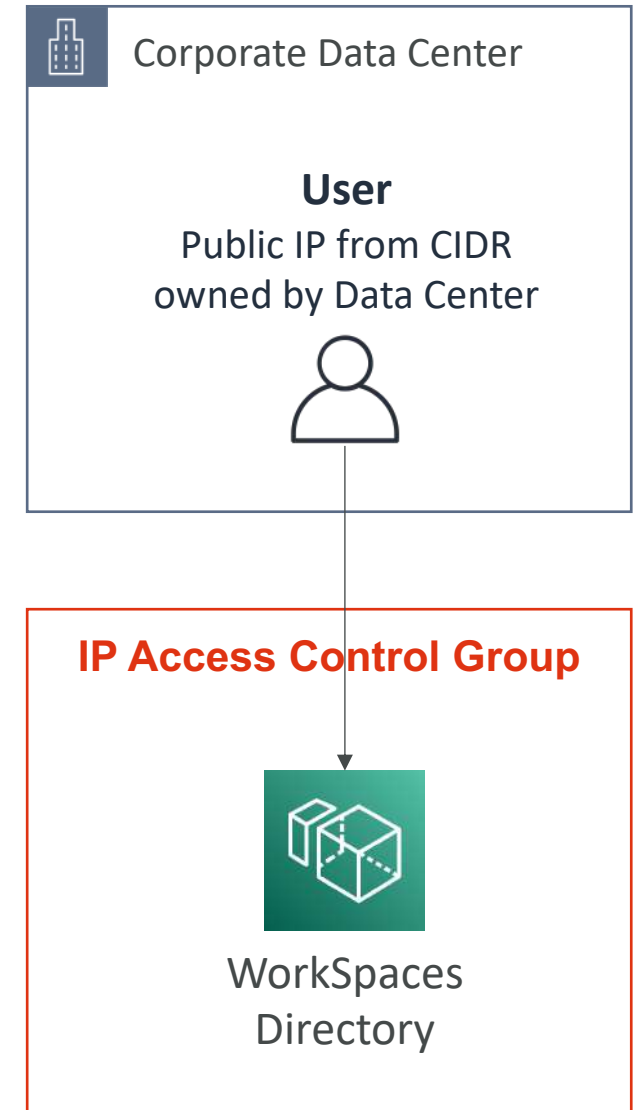 Corporate Data Center
User
Public IP from CIDR
owned by Data Center
IP Access Control Group
WorkSpaces
Directory